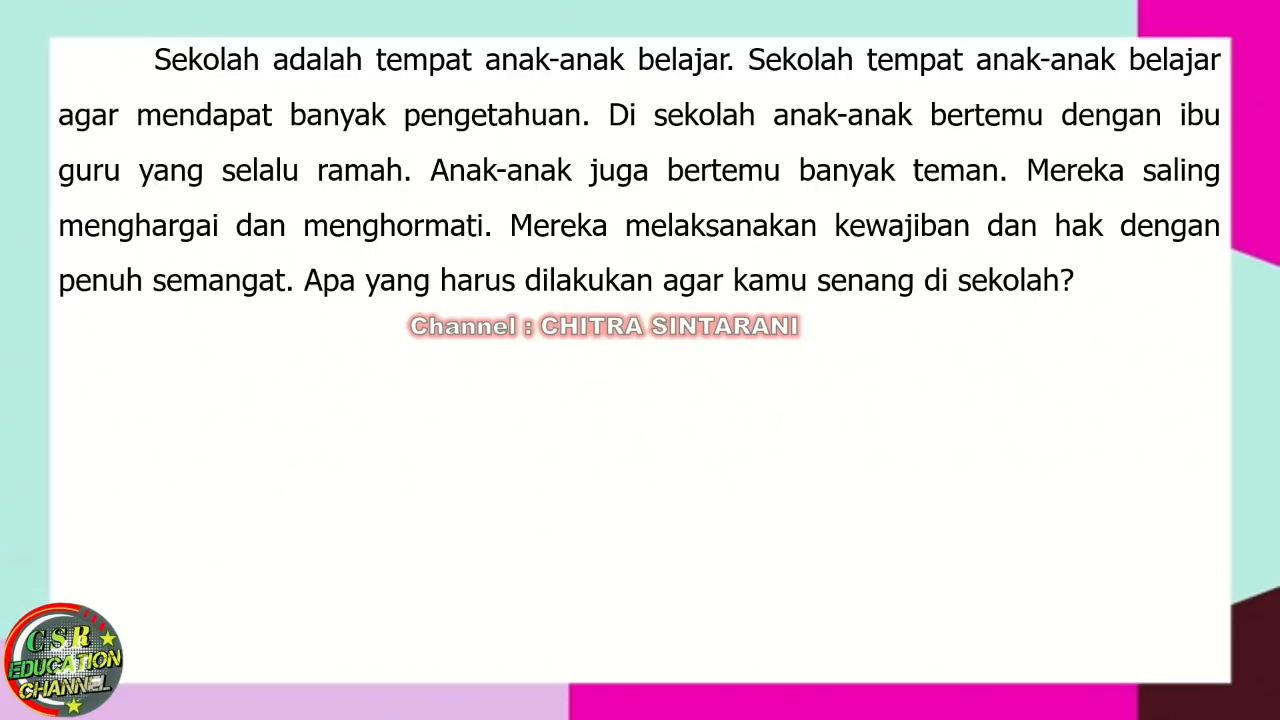 Sekolah adalah tempat anak-anak belajar. Sekolah tempat anak-anak belajar
agar mendapat banyak pengetahuan. Di sekolah anak-anak bertemu dengan ibu
guru yang selalu ramah. Anak-anak juga bertemu banyak teman. Mereka saling
menghargai dan menghormati. Mereka melaksanakan kewajiban dan hak dengan
penuh semangat. Apa yang harus dilakukan agar kamu senang di sekolah?
Channel : CHITRA SINTARANI
CSR
EDUCATION
CHANNEL